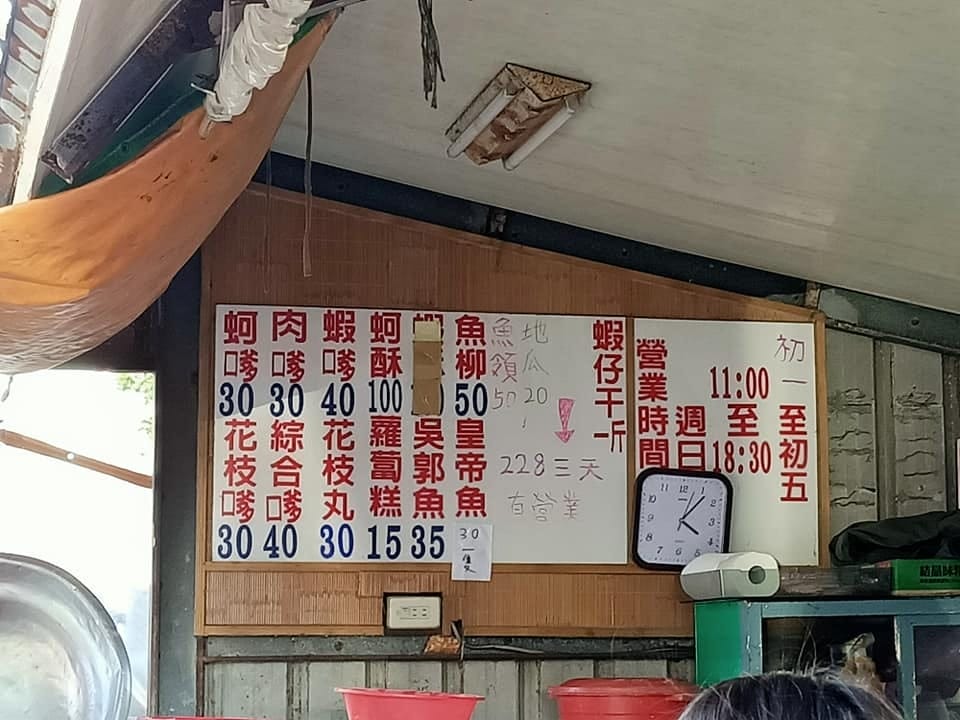 蚵嗲
30
肉嗲
30
蝦嗲
40
蚵酥
100
魚柳
50
魚領
50
地瓜
20
花枝嗲
30
綜合嗲
40
花枝丸
30
蘿蔔糕
15
吳郭魚
35
皇帝魚
30
一隻
228三天
有營業
蝦仔干一斤
營業時間
週日
11:00
至
18:30
初一至初五